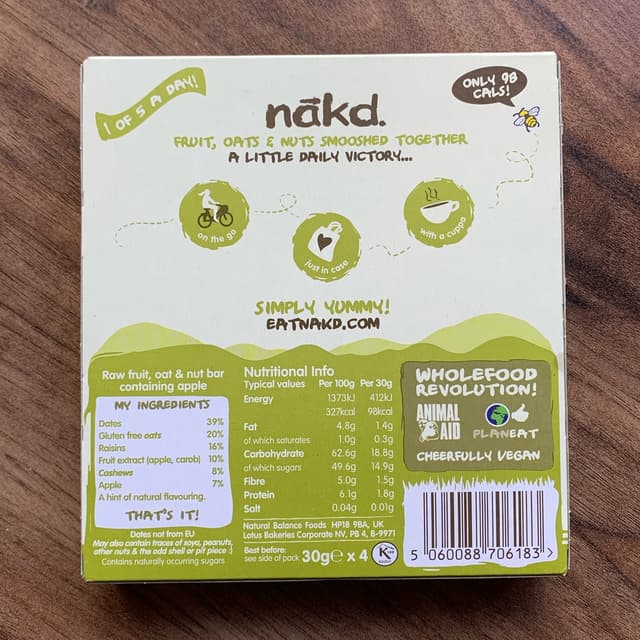 1 OF 5 A DAY!
ONLY 98
CALS!
nākd.
FRUIT, OATS & NUTS SMOOSHED TOGETHER
A LITTLE DAILY VICTORY...
on the go
just in case
with a cuppa
SIMPLY YUMMY!
EATNAKD.COM
Raw fruit, oat & nut bar
containing apple
MY INGREDIENTS
Dates 39%
Gluten free oats 20%
Raisins 16%
Fruit extract (apple, carob) 10%
Cashews 8%
Apple 7%
A hint of natural flavouring.
THAT'S IT!
Dates not from EU
May also contain traces of soya, peanuts,
other nuts & the odd shell or pit piece :)
Contains naturally occurring sugars
Nutritional Info
Typical values Per 100g Per 30g
Energy 1373kJ 412kJ
327kcal 98kcal
Fat 4.8g 1.4g
of which saturates 1.0g 0.3g
Carbohydrate 62.6g 18.8g
of which sugars 49.6g 14.9g
Fibre 5.0g 1.5g
Protein 6.1g 1.8g
Salt 0.04g 0.01g
Natural Balance Foods HP18 9BA, UK
Lotus Bakeries Corporate NV, PB 4, B-9971
Best before:
see side of pack 30g℮ x 4
WHOLEFOOD
REVOLUTION!
ANIMAL
AID
PLANEAT
CHEERFULLY VEGAN
5 060088 706183 >